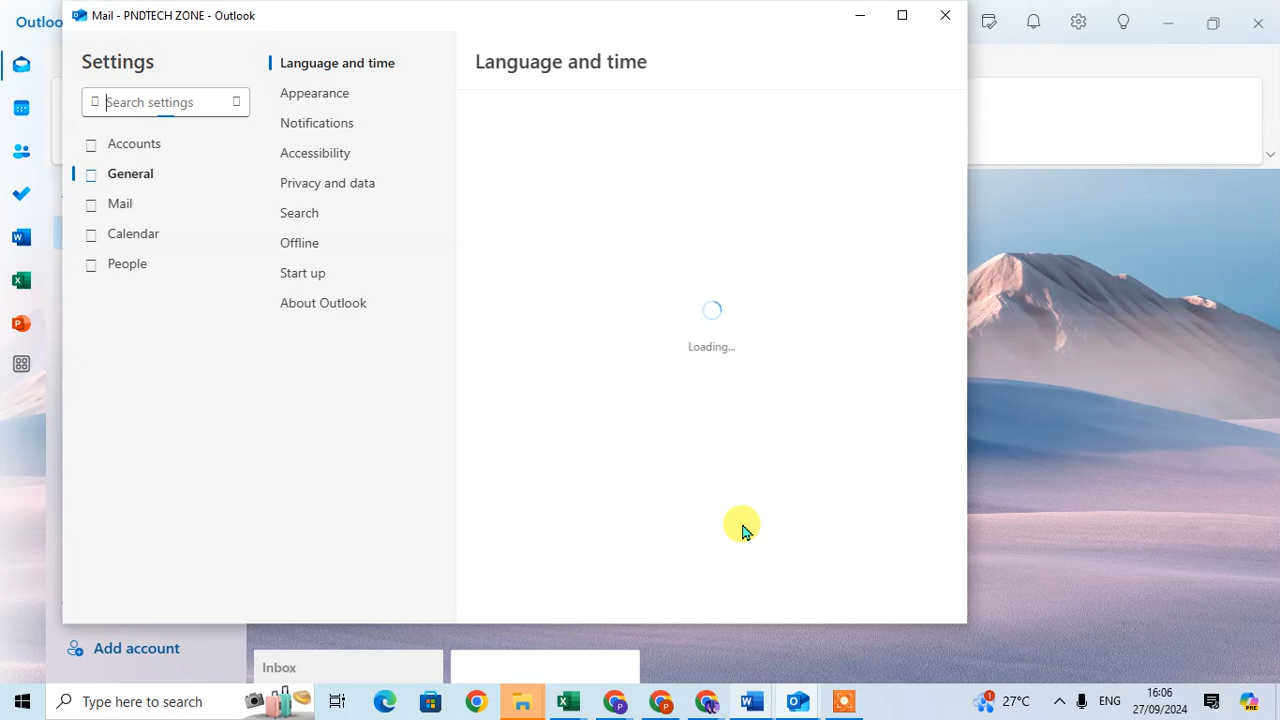 Outloo
Mail - PNDTECH ZONE - Outlook
Settings
Search settings
Accounts
General
Mail
Calendar
People
Language and time
Appearance
Notifications
Accessibility
Privacy and data
Search
Offline
Start up
About Outlook
Language and time
Loading...
Add account
Inbox
Type here to search
1
27°C
ENG
16:06
27/09/2024